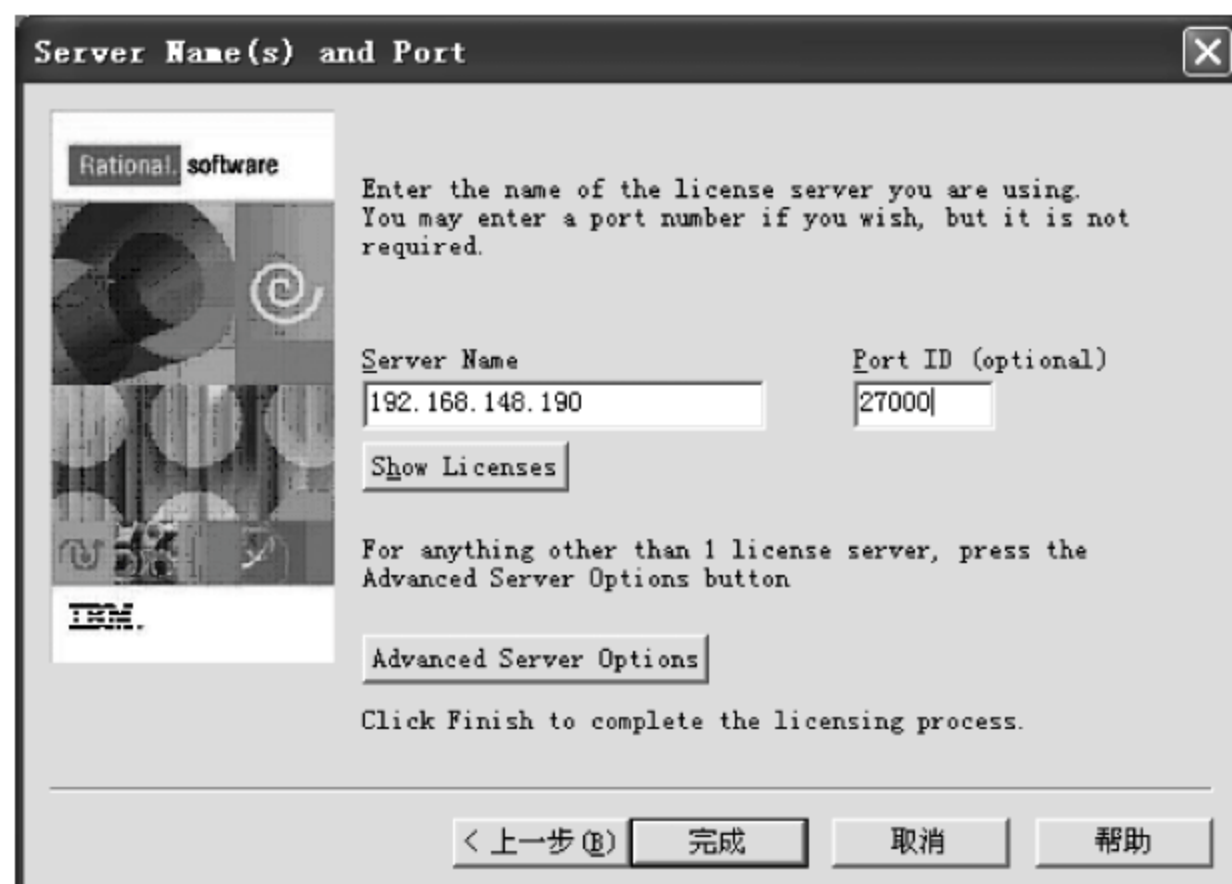 Server Name(s) and Port
Rational. software
Enter the name of the license server you are using.
You may enter a port number if you wish, but it is not
required.
Server Name
Port ID (optional)
192.168.148.190
27000
Show Licenses
For anything other than 1 license server, press the
Advanced Server Options button
IBM.
Advanced Server Options
Click Finish to complete the licensing process.
< 上一步(B)
完成
取消
帮助